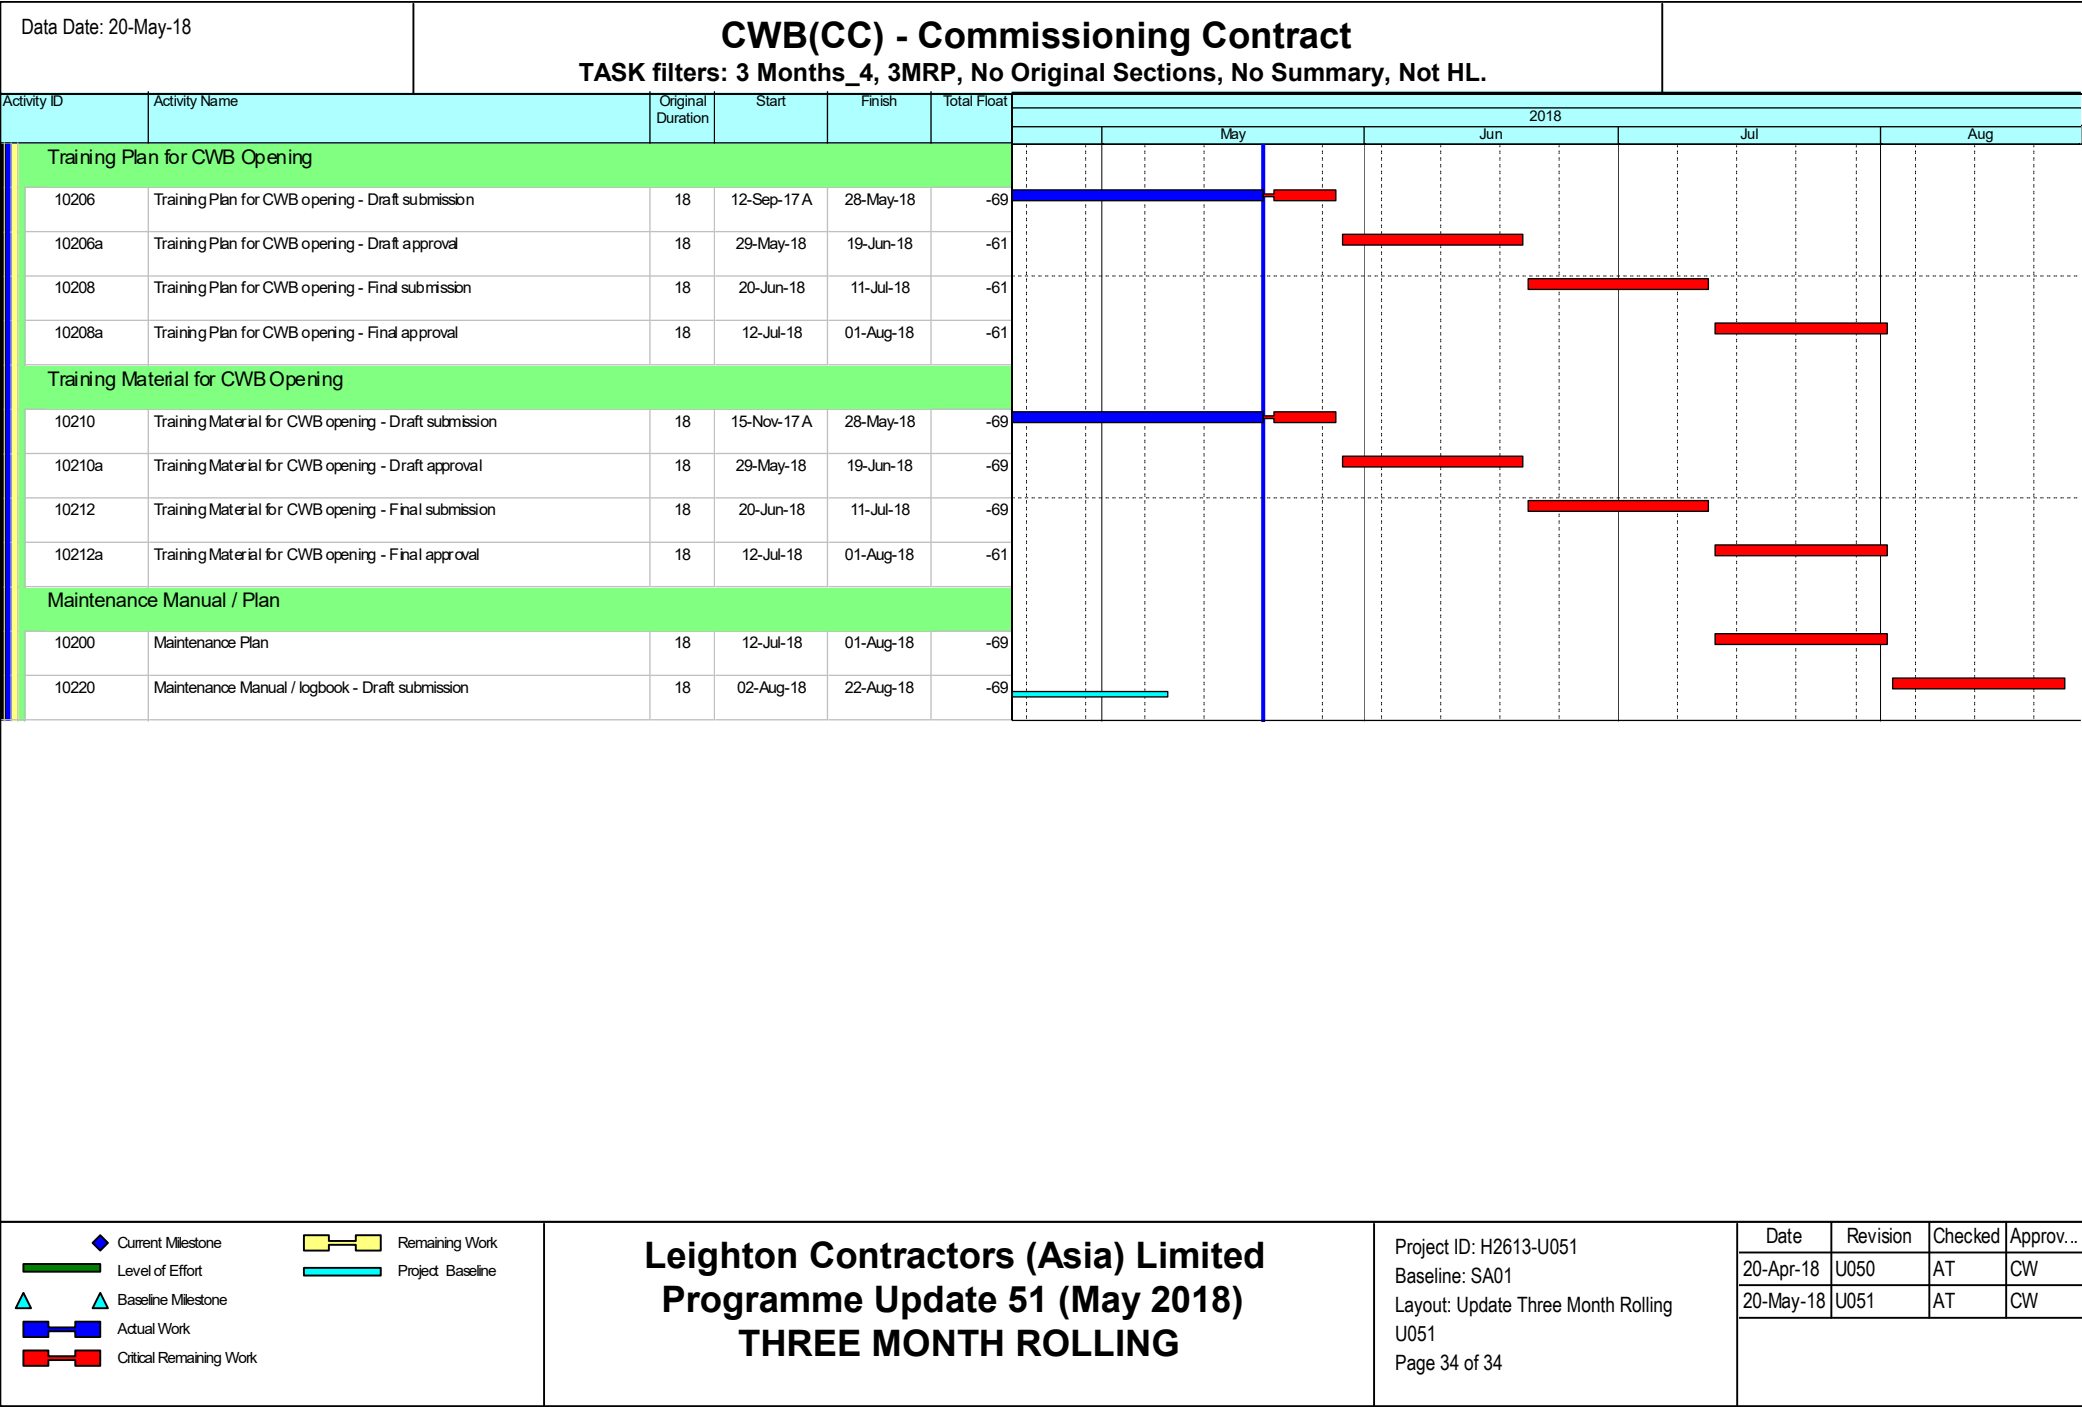 Data Date: 20-May-18
CWB(CC) - Commissioning Contract
TASK filters: 3 Months_4, 3MRP, No Original Sections, No Summary, Not HL.
Activity ID Activity Name Original Duration Start Finish Total Float
2018
May Jun Jul Aug
Training Plan for CWB Opening
10206 Training Plan for CWB opening - Draft submission 18 12-Sep-17 A 28-May-18 -69
10206a Training Plan for CWB opening - Draft approval 18 29-May-18 19-Jun-18 -61
10208 Training Plan for CWB opening - Final submission 18 20-Jun-18 11-Jul-18 -61
10208a Training Plan for CWB opening - Final approval 18 12-Jul-18 01-Aug-18 -61
Training Material for CWB Opening
10210 Training Material for CWB opening - Draft submission 18 15-Nov-17 A 28-May-18 -69
10210a Training Material for CWB opening - Draft approval 18 29-May-18 19-Jun-18 -69
10212 Training Material for CWB opening - Final submission 18 20-Jun-18 11-Jul-18 -69
10212a Training Material for CWB opening - Final approval 18 12-Jul-18 01-Aug-18 -61
Maintenance Manual / Plan
10200 Maintenance Plan 18 12-Jul-18 01-Aug-18 -69
10220 Maintenance Manual / logbook - Draft submission 18 02-Aug-18 22-Aug-18 -69
Current Milestone
Level of Effort
Baseline Milestone
Actual Work
Critical Remaining Work
Remaining Work
Project Baseline
Leighton Contractors (Asia) Limited
Programme Update 51 (May 2018)
THREE MONTH ROLLING
Project ID: H2613-U051
Baseline: SA01
Layout: Update Three Month Rolling
U051
Page 34 of 34
Date Revision Checked Approv...
20-Apr-18 U050 AT CW
20-May-18 U051 AT CW